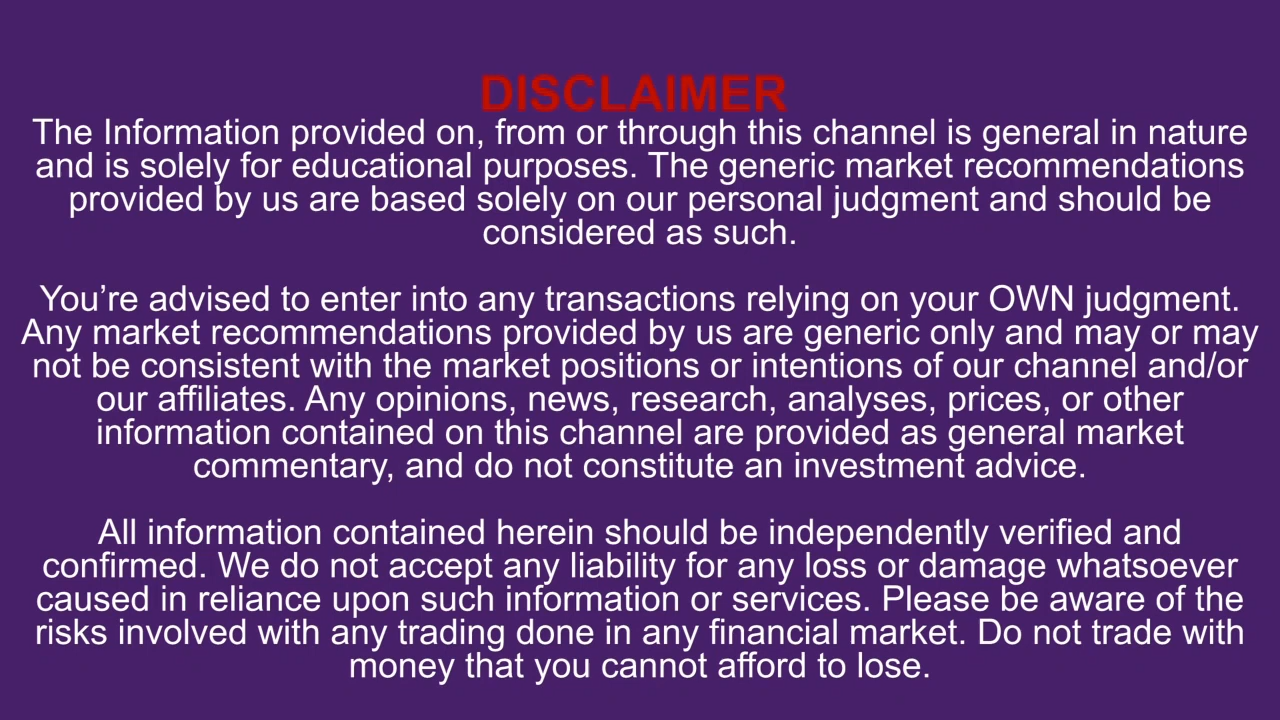 DISCLAIMER
The Information provided on, from or through this channel is general in nature
and is solely for educational purposes. The generic market recommendations
provided by us are based solely on our personal judgment and should be
considered as such.
You’re advised to enter into any transactions relying on your OWN judgment.
Any market recommendations provided by us are generic only and may or may
not be consistent with the market positions or intentions of our channel and/or
our affiliates. Any opinions, news, research, analyses, prices, or other
information contained on this channel are provided as general market
commentary, and do not constitute an investment advice.
All information contained herein should be independently verified and
confirmed. We do not accept any liability for any loss or damage whatsoever
caused in reliance upon such information or services. Please be aware of the
risks involved with any trading done in any financial market. Do not trade with
money that you cannot afford to lose.